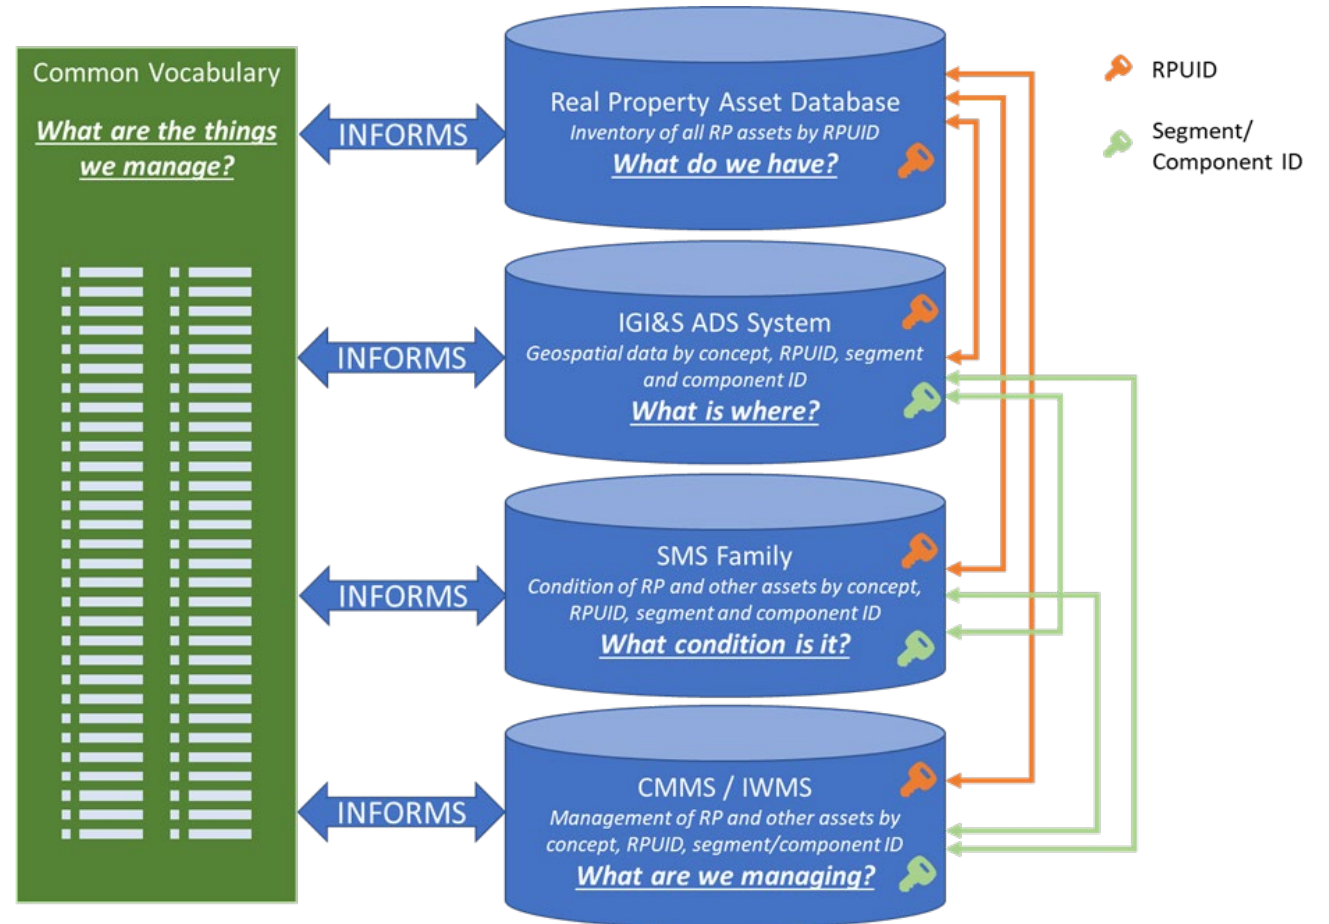 Common Vocabulary
What are the things
we manage?
INFORMS
Real Property Asset Database
Inventory of all RP assets by RPUID
What do we have?
INFORMS
IGI&S ADS System
Geospatial data by concept, RPUID, segment
and component ID
What is where?
INFORMS
SMS Family
Condition of RP and other assets by concept,
RPUID, segment and component ID
What condition is it?
INFORMS
CMMS / IWMS
Management of RP and other assets by
concept, RPUID, segment/component ID
What are we managing?
RPUID
Segment/
Component ID